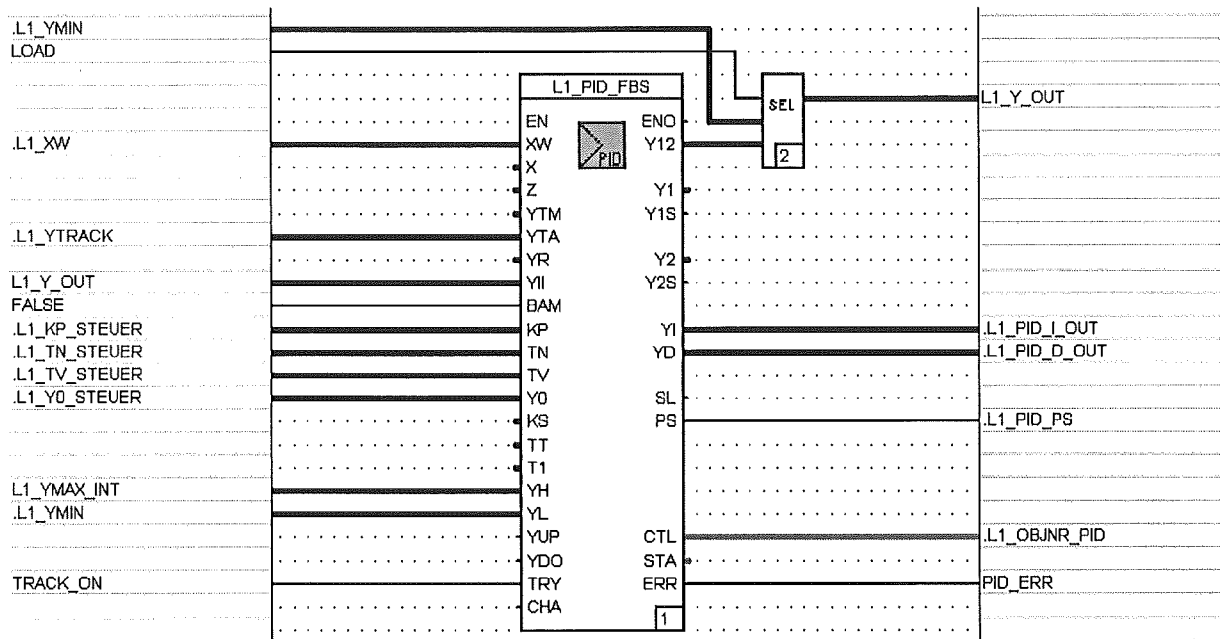 .L1_YMIN
LOAD
L1_PID_FBS
SEL
L1_Y_OUT
EN ENO
.L1_XW XW Y12
PID
2
X
Z Y1
YTM Y1S
.L1_YTRACK YTA
YR Y2
L1_Y_OUT YII Y2S
FALSE BAM
.L1_KP_STEUER KP YI .L1_PID_I_OUT
.L1_TN_STEUER TN YD .L1_PID_D_OUT
.L1_TV_STEUER TV
.L1_Y0_STEUER Y0 SL
KS PS .L1_PID_PS
TT
T1
L1_YMAX_INT YH
.L1_YMIN YL
YUP CTL .L1_OBJNR_PID
YDO STA
TRACK_ON TRY ERR PID_ERR
CHA
1